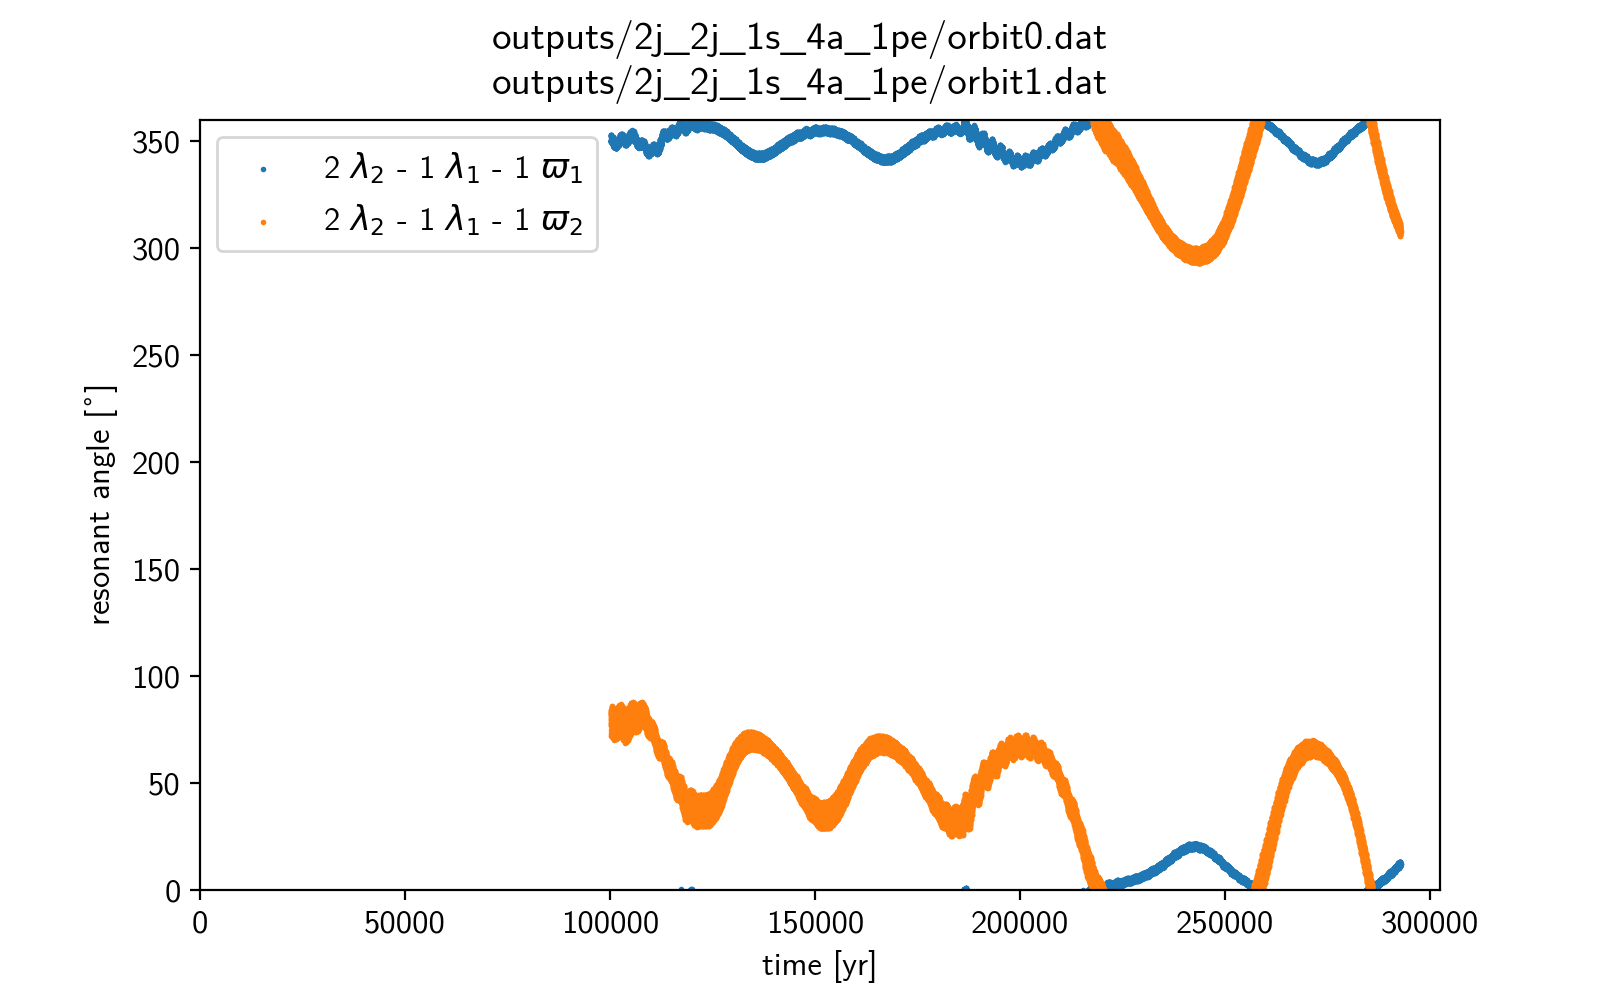 outputs/2j_2j_1s_4a_1pe/orbit0.dat
outputs/2j_2j_1s_4a_1pe/orbit1.dat
350
300
250
200
150
100
50
0
resonant angle [°]
2 λ₂ - 1 λ₁ - 1 ϖ₁
2 λ₂ - 1 λ₁ - 1 ϖ₂
0
50000
100000
150000
200000
250000
300000
time [yr]